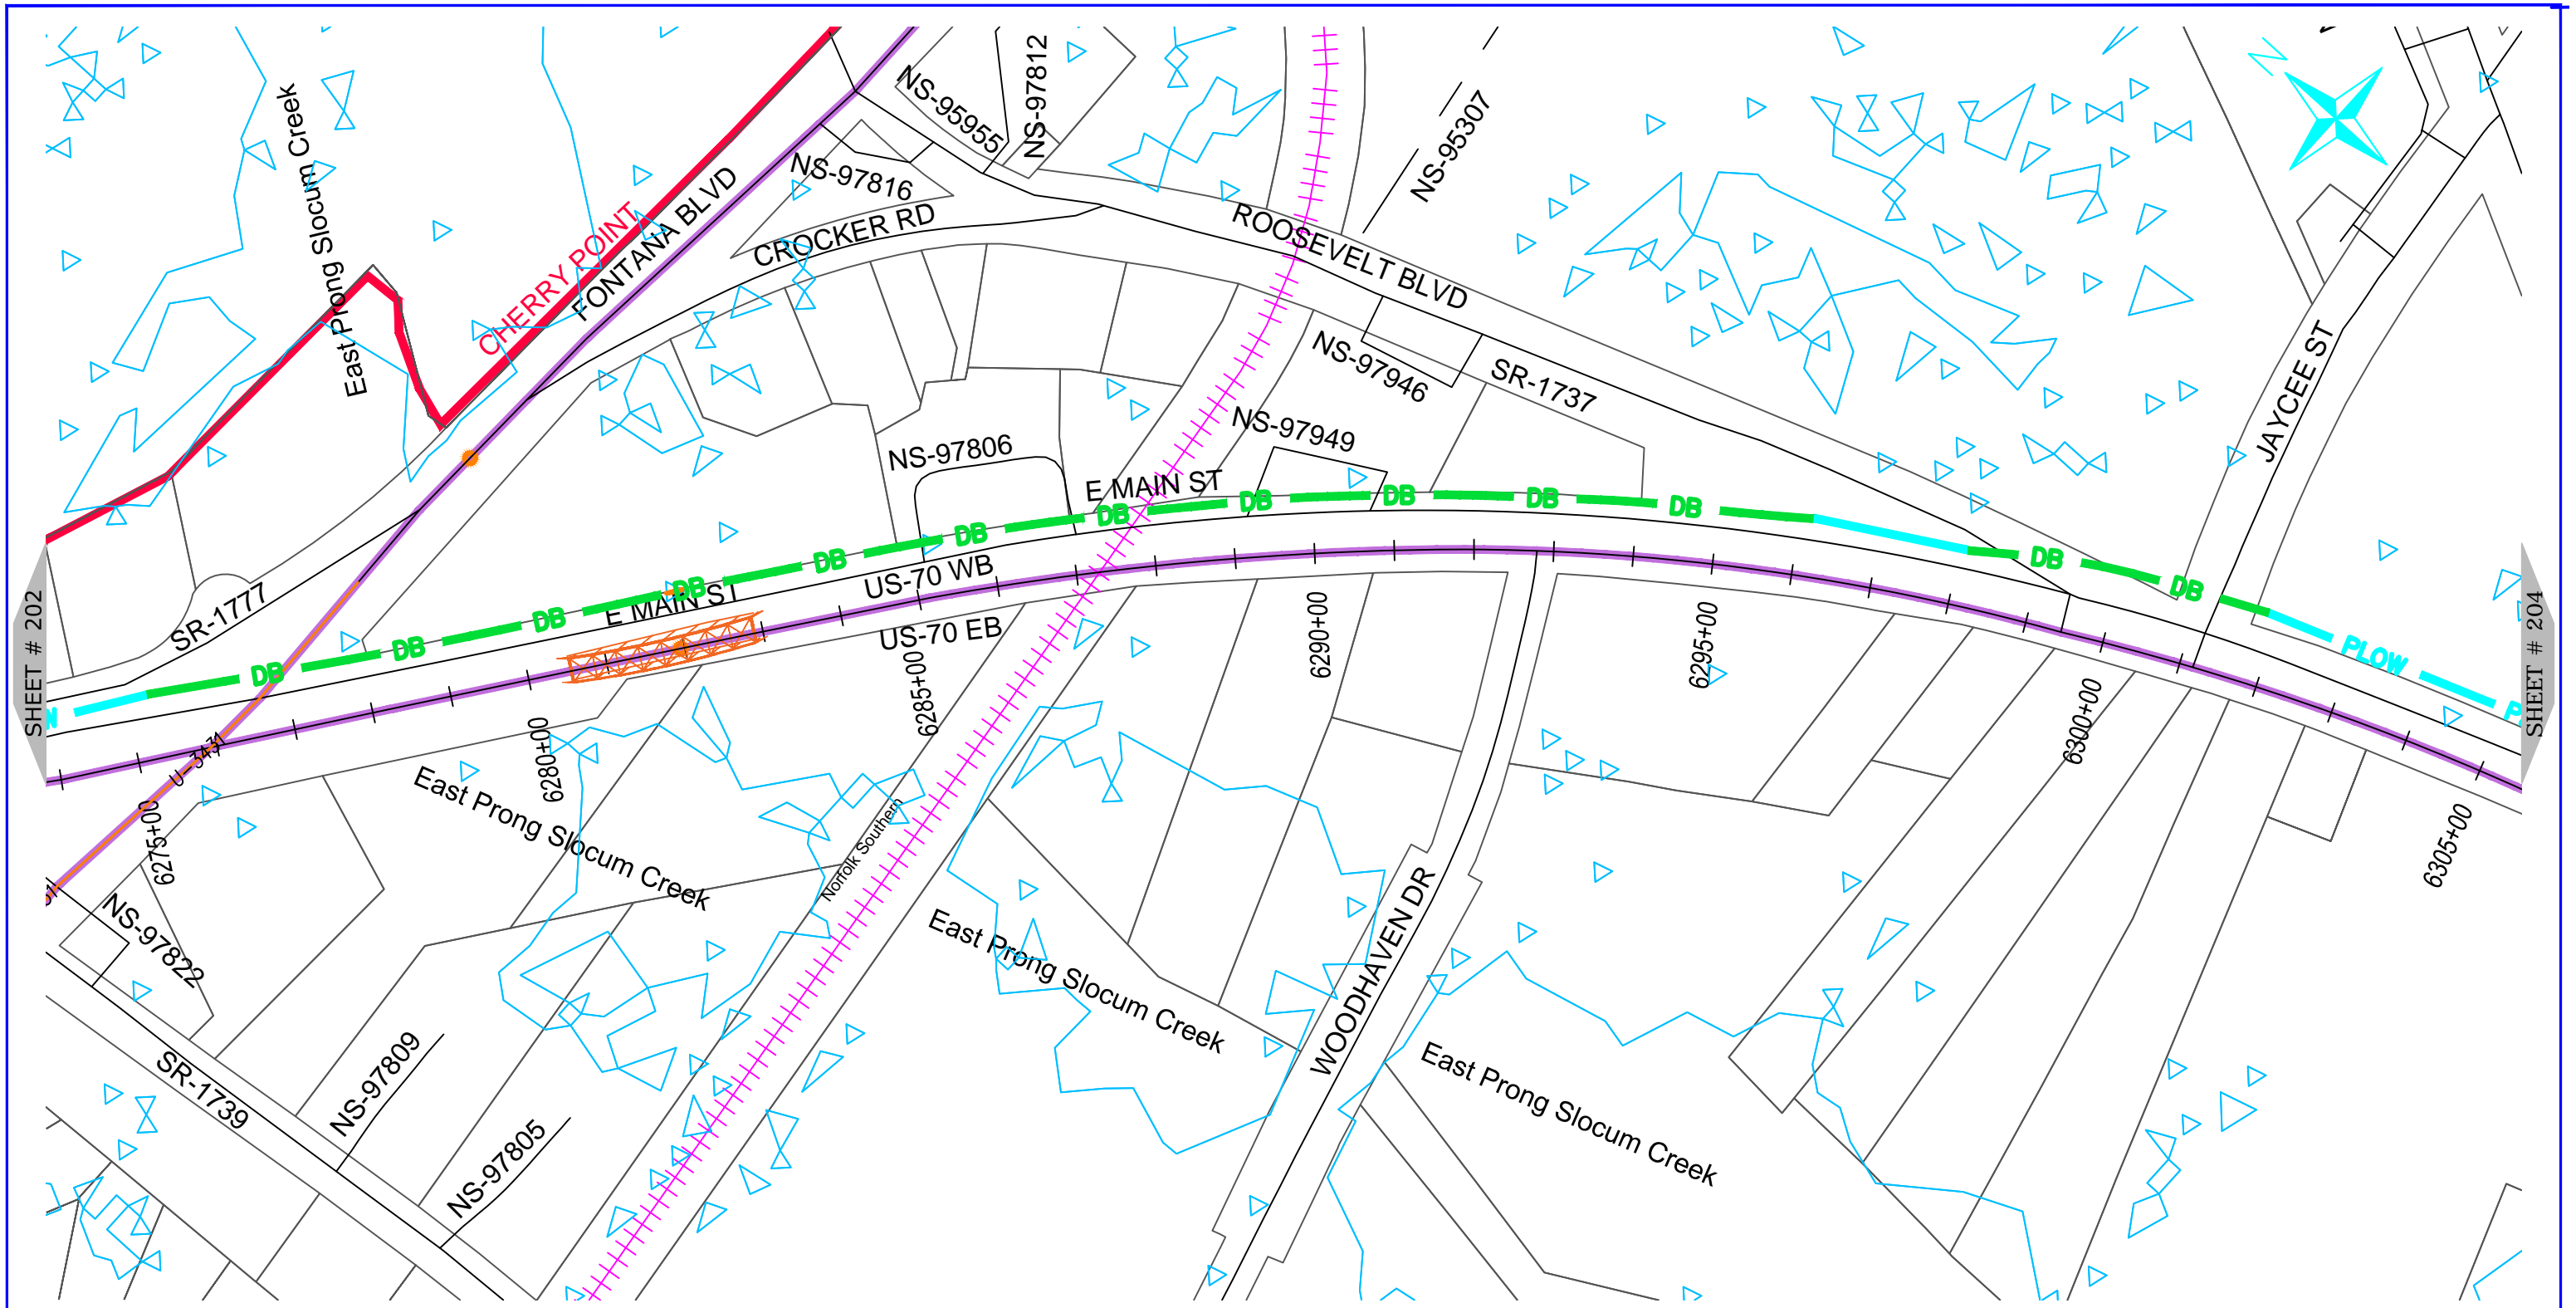 NS-97812
NS-95955
N
East Prong Slocum Creek
NS-95307
NS-97816
FONTANA BLVD
CROCKER RD
CHERRY POINT
ROOSEVELT BLVD
NS-97946
SR-1737
JAYCEE ST
NS-97949
NS-97806
E MAIN ST
DB
DB
DB
DB
DB
DB
DB
DB
DB
DB
DB
DB
DB
US-70 WB
E MAIN ST
US-70 EB
SR-1777
SHEET # 202
SHEET # 204
N
PLOW
P
6290+00
6295+00
6285+00
6300+00
6280+00
6275+00
6305+00
U-3431
East Prong Slocum Creek
Norfolk Southern
NS-97822
East Prong Slocum Creek
WOODHAVEN DR
East Prong Slocum Creek
NS-97809
SR-1739
NS-97805